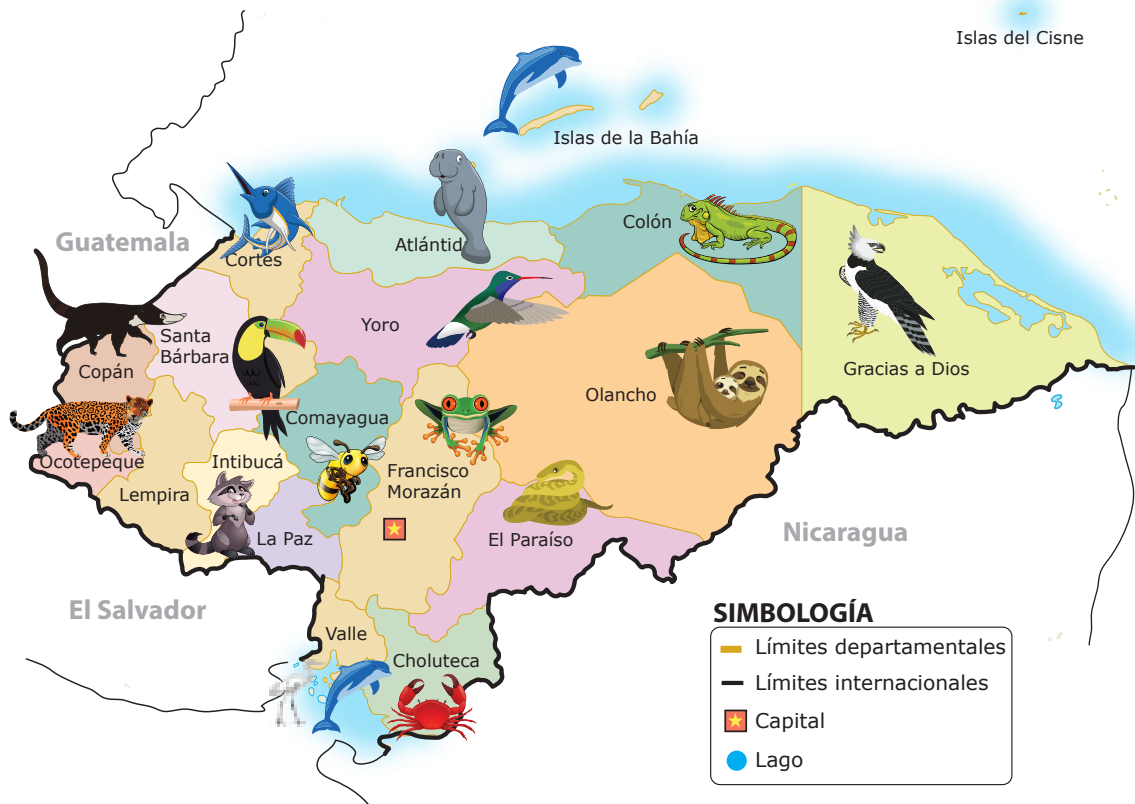 Islas del Cisne
Islas de la Bahía
Guatemala
Cortés
Atlántid
Colón
Santa
Bárbara
Yoro
Copán
Gracias a Dios
Olancho
Comayagua
Ocotepeque
Intibucá
Francisco
Morazán
Lempira
La Paz
El Paraíso
Nicaragua
El Salvador
Valle
Choluteca
SIMBOLOGÍA
Límites departamentales
Límites internacionales
Capital
Lago